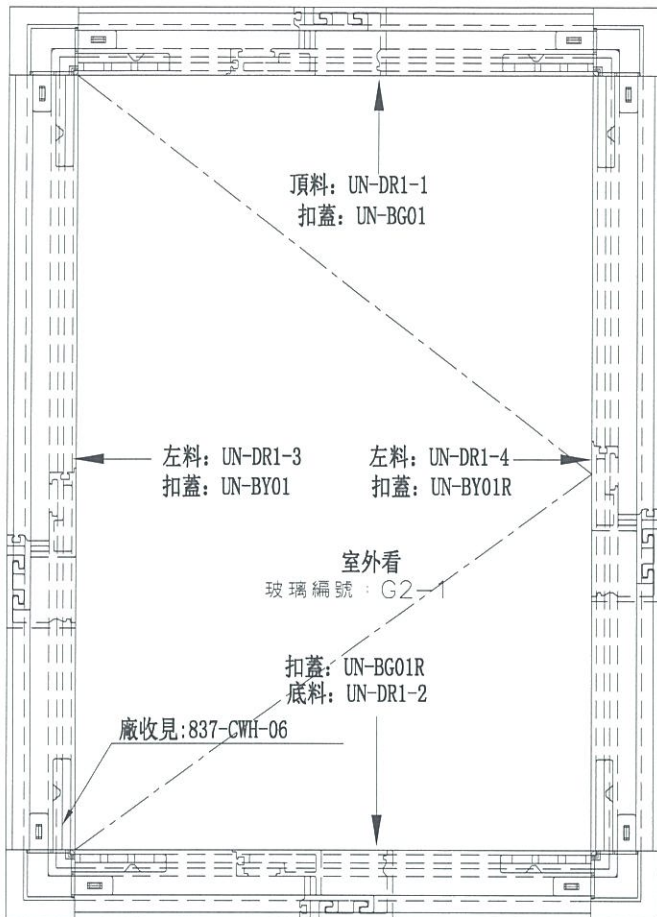 頂料: UN-DR1-1
扣蓋: UN-BG01
左料: UN-DR1-3
扣蓋: UN-BY01
左料: UN-DR1-4
扣蓋: UN-BY01R
室外看
玻璃編號：G2-1
扣蓋: UN-BG01R
底料: UN-DR1-2
廠收見:837-CWH-06